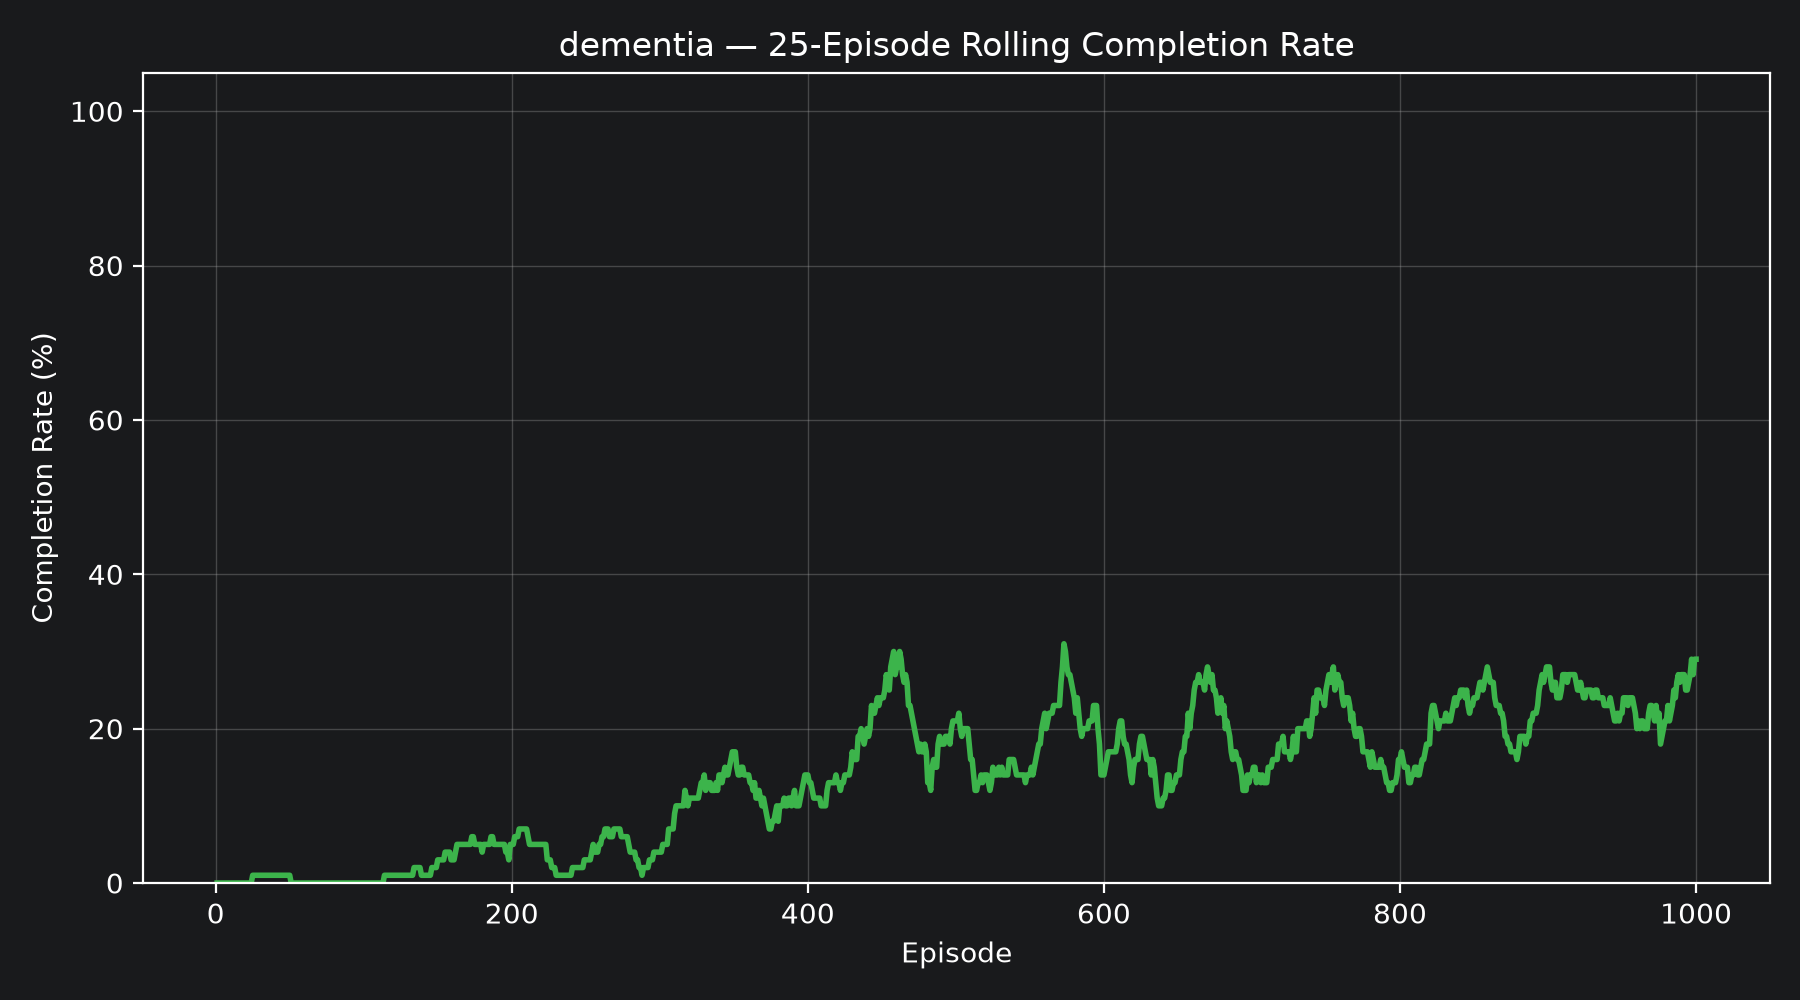 dementia — 25-Episode Rolling Completion Rate
100
80
60
40
20
0
Completion Rate (%)
0 200 400 600 800 1000
Episode